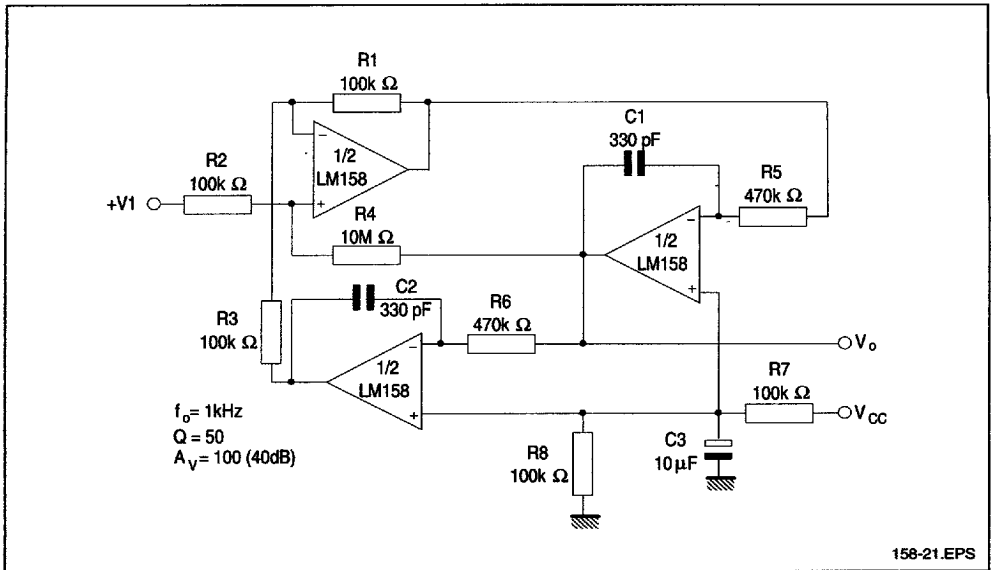 R1
100k Ω
C1
330 pF
R2
100k Ω
−
1/2
LM158
+
R5
470k Ω
+V1
R4
10M Ω
−
1/2
LM158
+
C2
330 pF
R6
470k Ω
R3
100k Ω
−
1/2
LM158
+
Vo
R7
100k Ω
VCC
fo= 1kHz
Q = 50
AV= 100 (40dB)
R8
100k Ω
C3
10µF
158-21.EPS